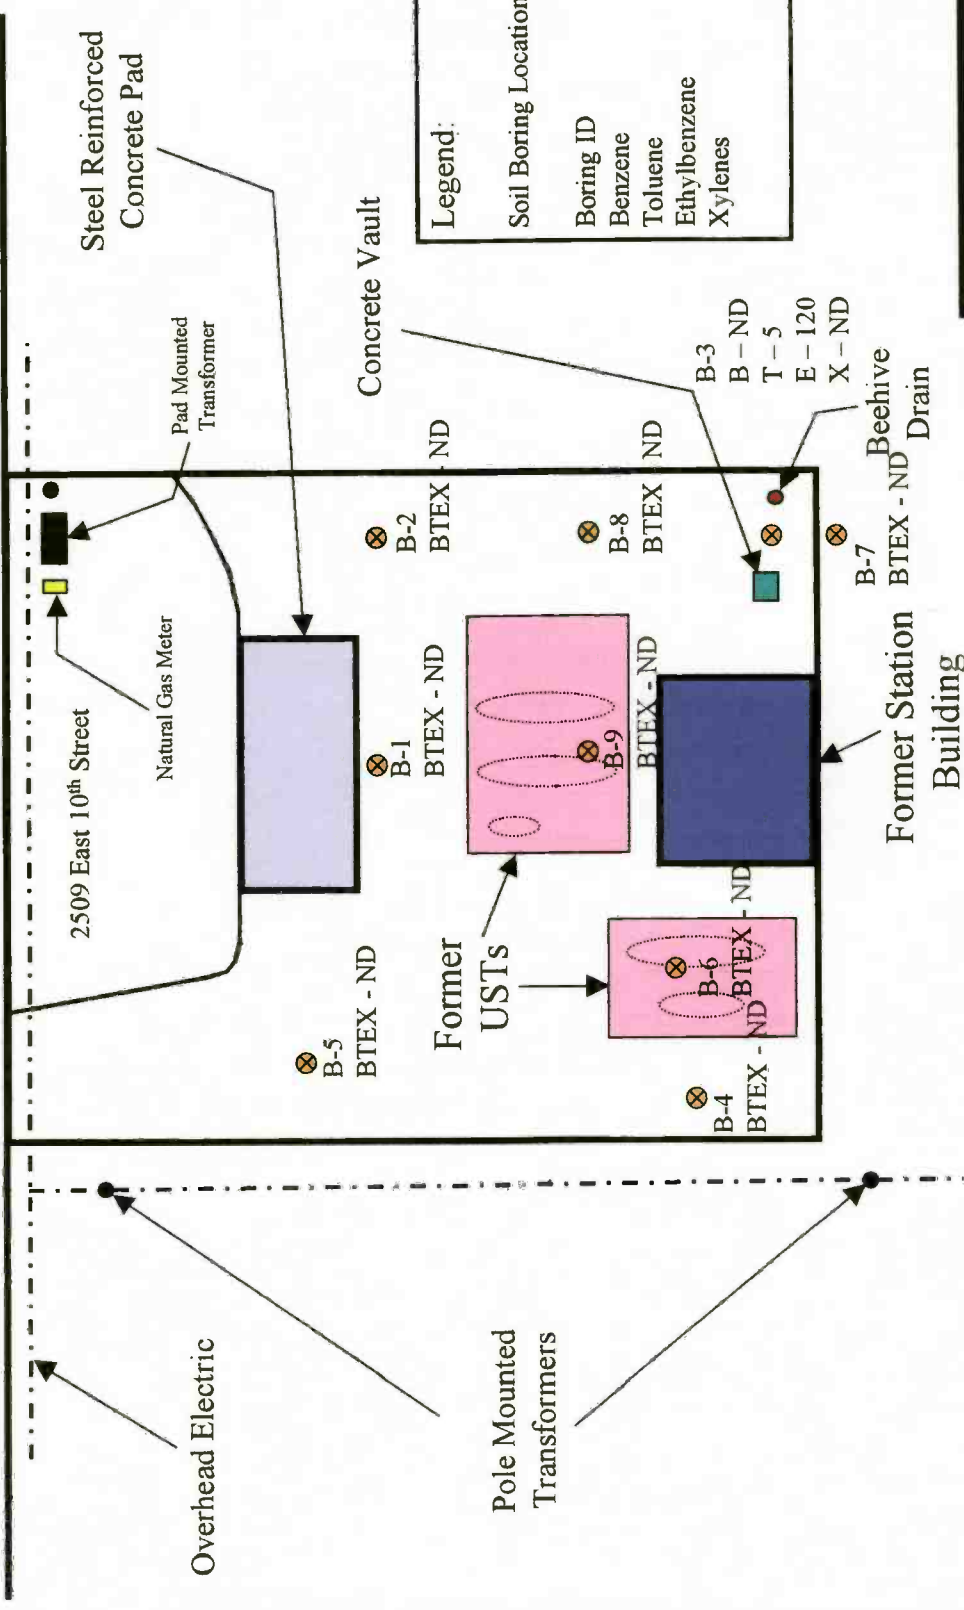 Steel Reinforced
Concrete Pad
Pad Mounted
Transformer
Natural Gas Meter
2509 East 10th Street
Overhead Electric
Pole Mounted
Transformers
Concrete Vault
Legend:
Soil Boring Location
Boring ID
Benzene
Toluene
Ethylbenzene
Xylenes
B-5
BTEX - ND
B-1
BTEX - ND
B-2
BTEX - ND
Former
USTs
B-9
BTEX - ND
B-8
BTEX - ND
B-4
BTEX - ND
B-6
BTEX - ND
B-3
B – ND
T – 5
E – 120
X – ND
Beehive
Drain
B-7
BTEX - ND
Former Station
Building